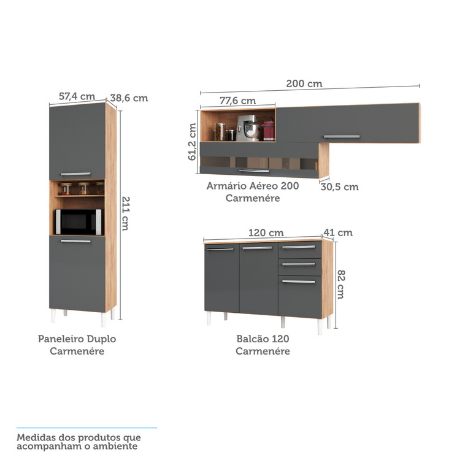 57,4 cm
38,6 cm
211 cm
Paneleiro Duplo
Carmenére
200 cm
77,6 cm
61,2 cm
30,5 cm
Armário Aéreo 200
Carmenére
120 cm
41 cm
82 cm
Balcão 120
Carmenére
Medidas dos produtos que
acompanham o ambiente